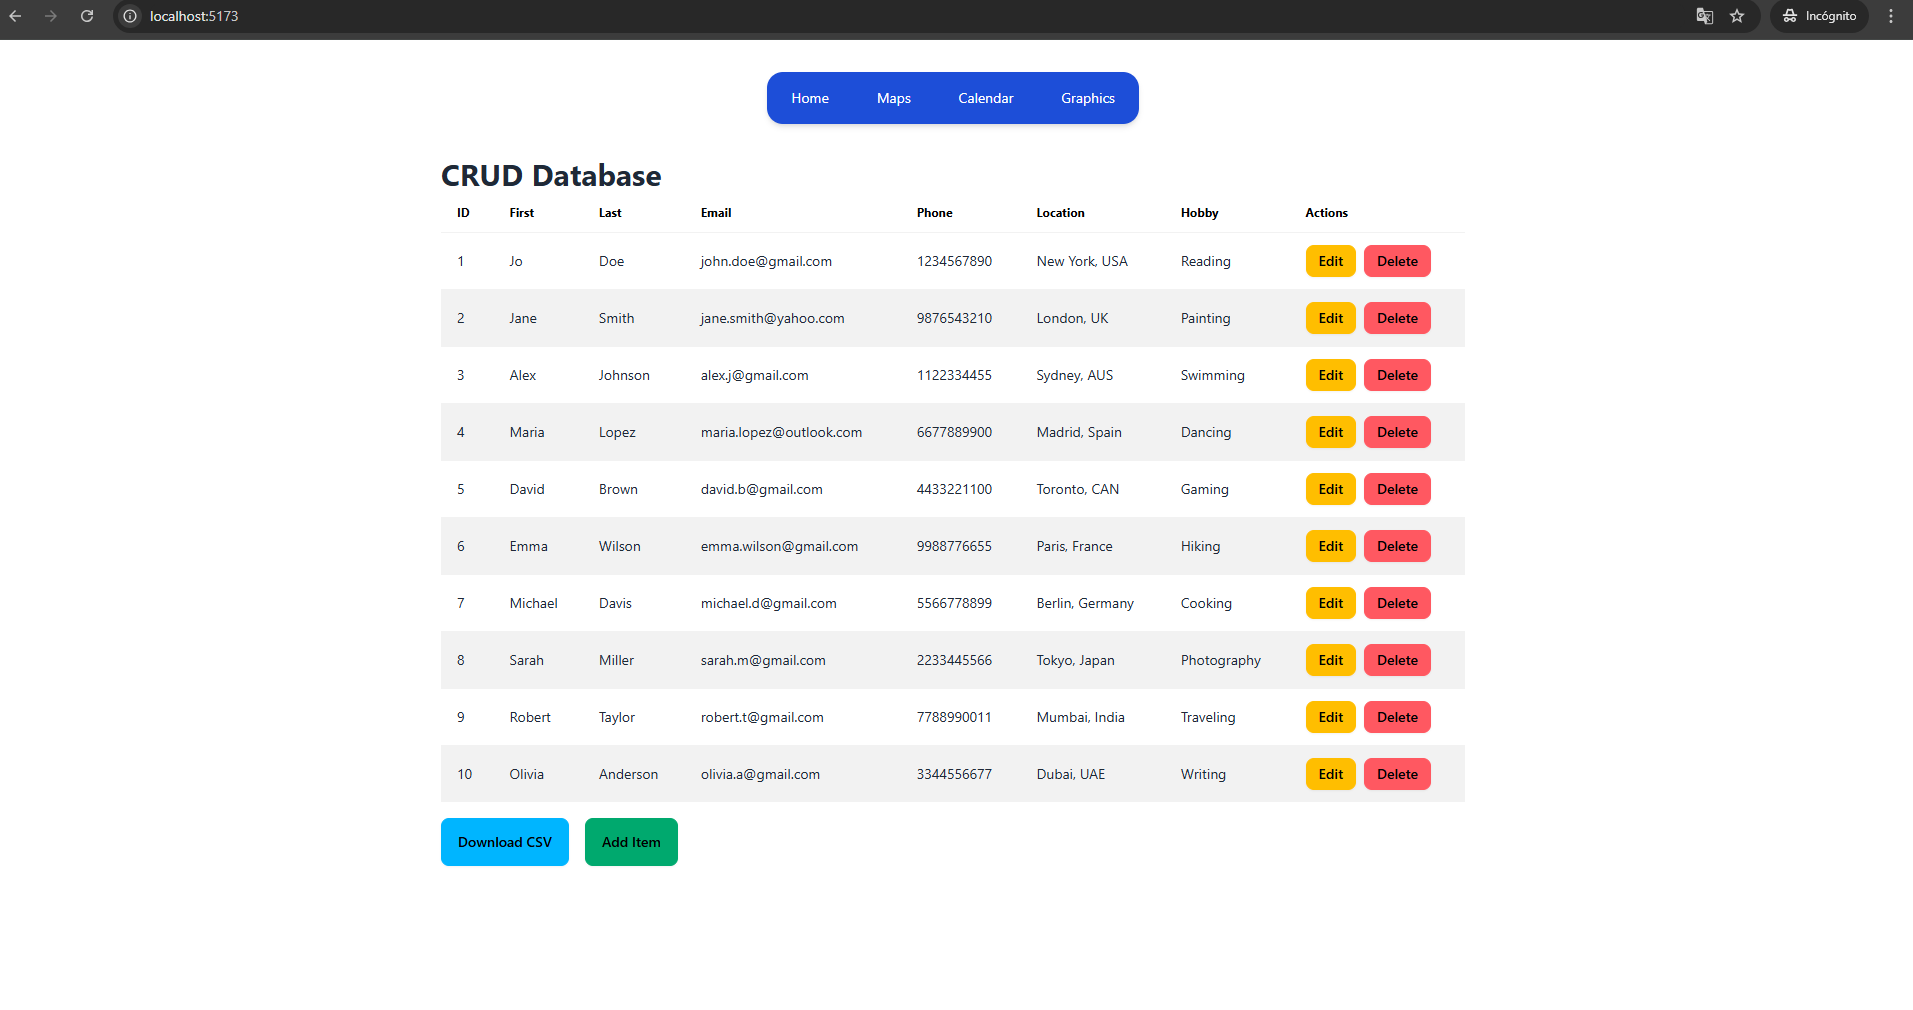 localhost:5173 Incógnito
Home Maps Calendar Graphics
CRUD Database
ID First Last Email Phone Location Hobby Actions
1 Jo Doe john.doe@gmail.com 1234567890 New York, USA Reading Edit Delete
2 Jane Smith jane.smith@yahoo.com 9876543210 London, UK Painting Edit Delete
3 Alex Johnson alex.j@gmail.com 1122334455 Sydney, AUS Swimming Edit Delete
4 Maria Lopez maria.lopez@outlook.com 6677889900 Madrid, Spain Dancing Edit Delete
5 David Brown david.b@gmail.com 4433221100 Toronto, CAN Gaming Edit Delete
6 Emma Wilson emma.wilson@gmail.com 9988776655 Paris, France Hiking Edit Delete
7 Michael Davis michael.d@gmail.com 5566778899 Berlin, Germany Cooking Edit Delete
8 Sarah Miller sarah.m@gmail.com 2233445566 Tokyo, Japan Photography Edit Delete
9 Robert Taylor robert.t@gmail.com 7788990011 Mumbai, India Traveling Edit Delete
10 Olivia Anderson olivia.a@gmail.com 3344556677 Dubai, UAE Writing Edit Delete
Download CSV Add Item